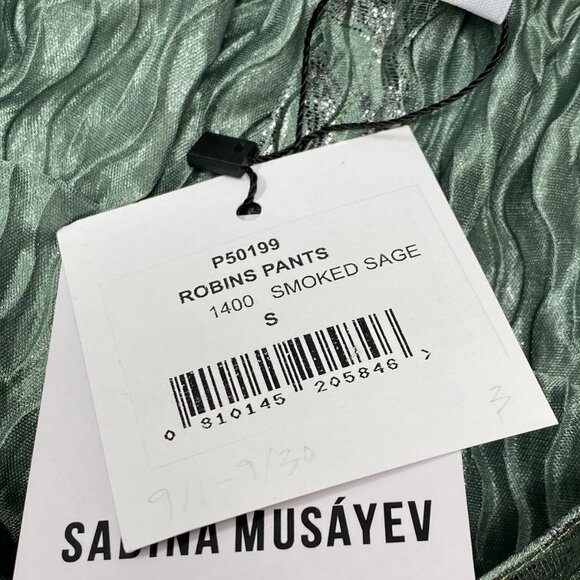 P50199
ROBINS PANTS
1400 SMOKED SAGE
S
0 810145 205846 >
3
9/1-9/30
SABINA MUSÁYEV